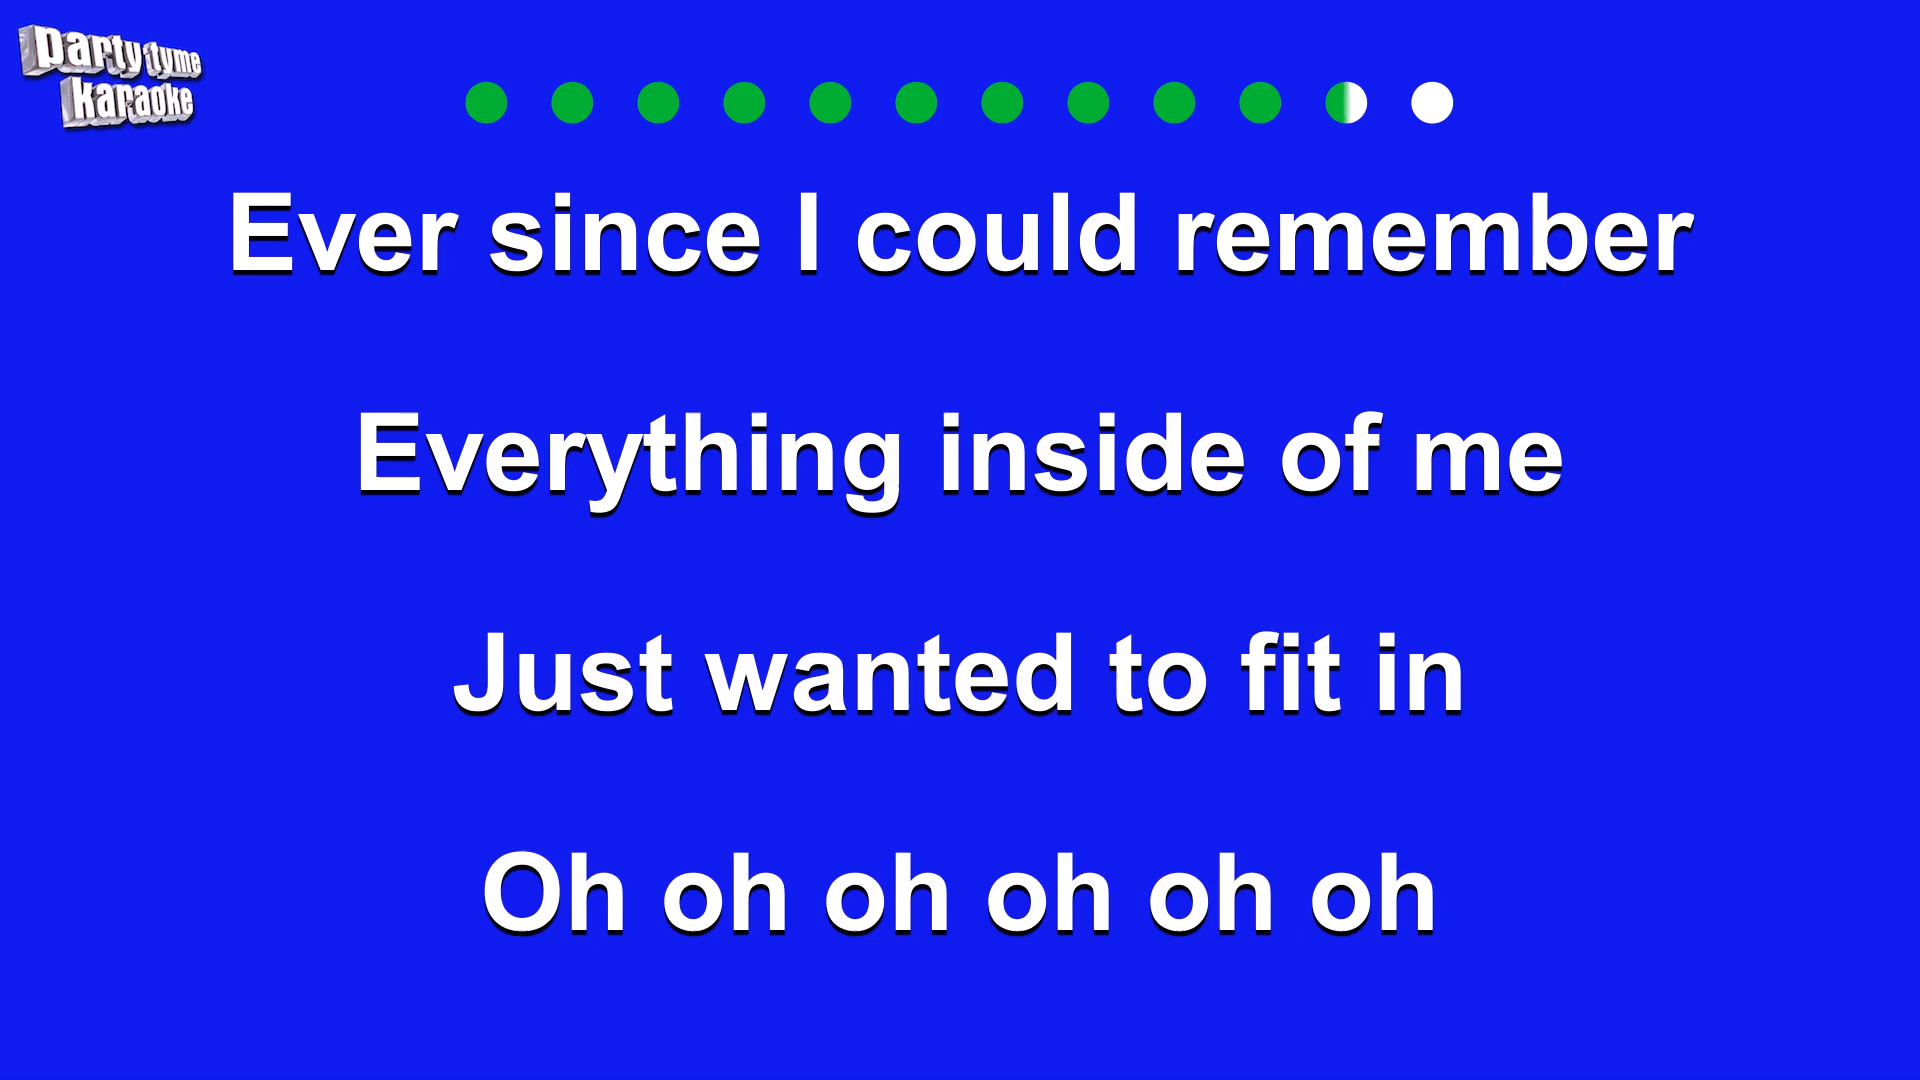 party tyme
karaoke
Ever since I could remember
Everything inside of me
Just wanted to fit in
Oh oh oh oh oh oh